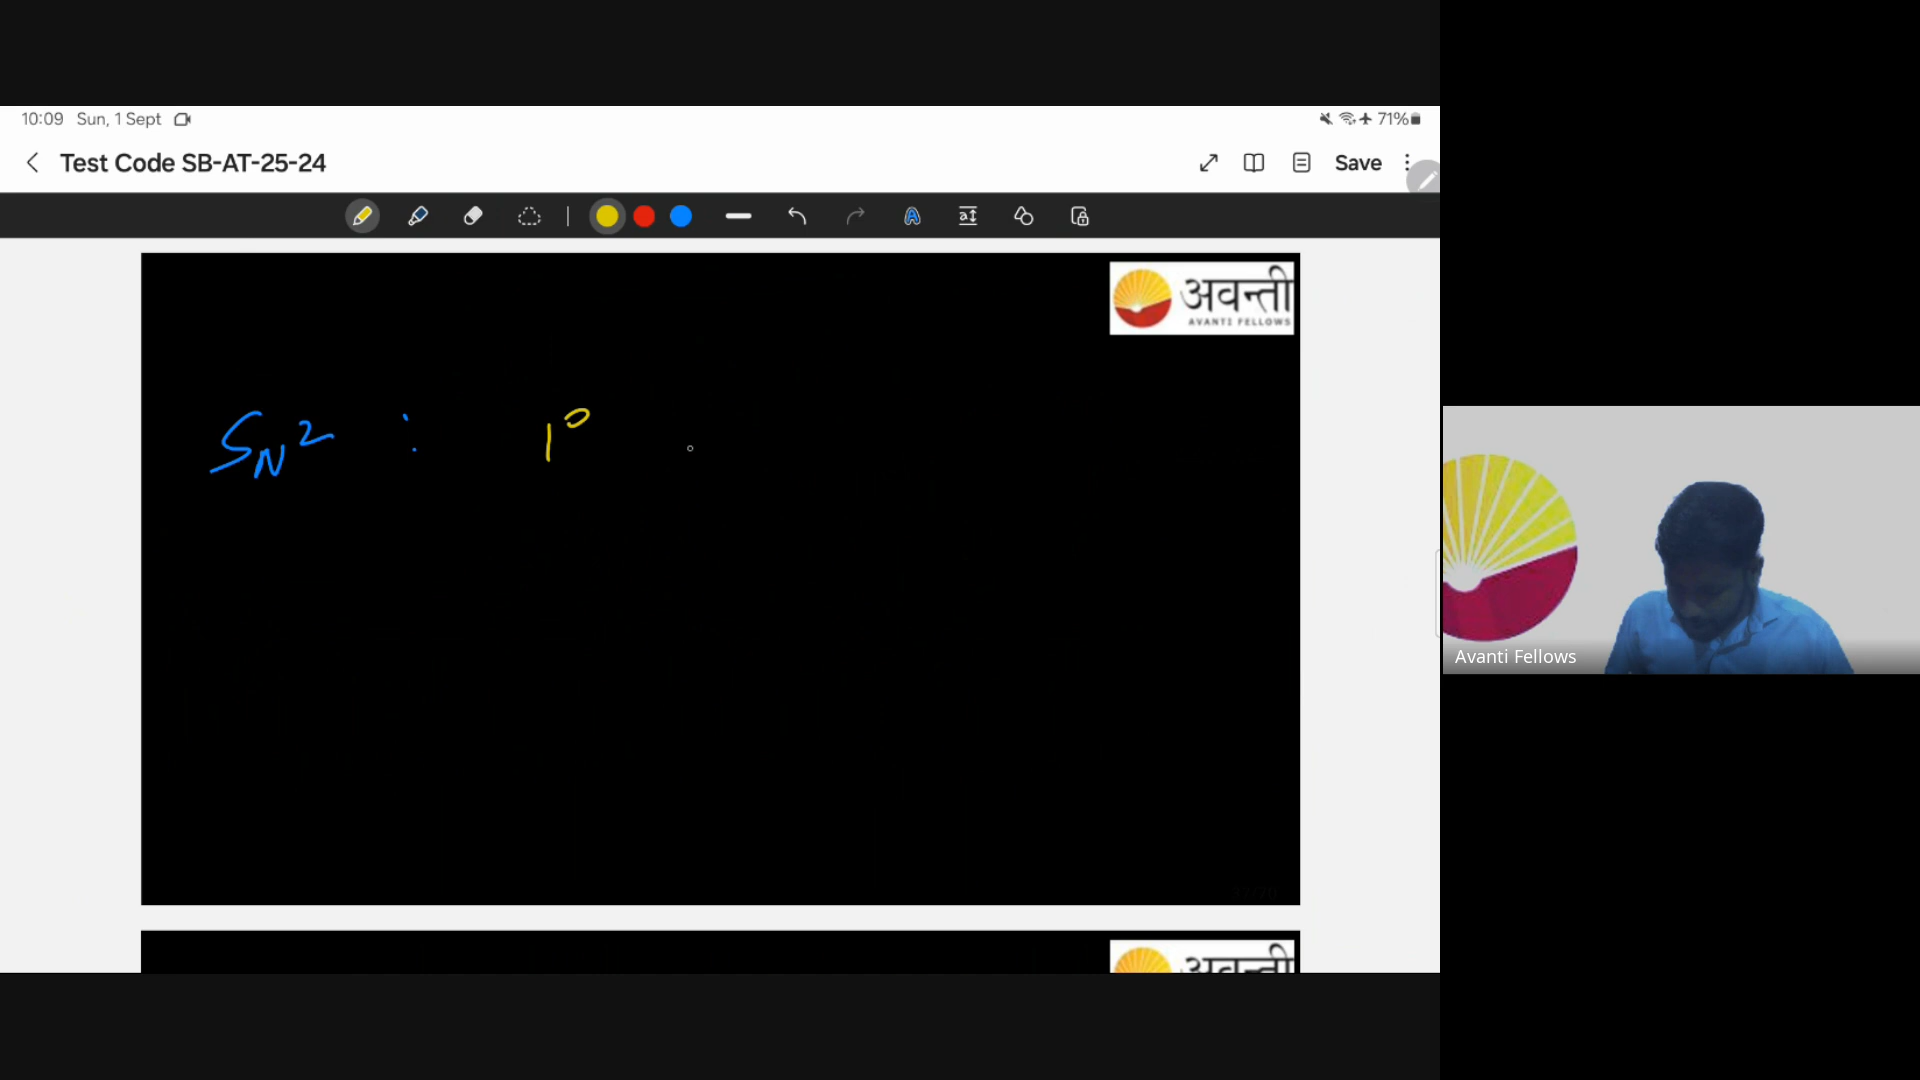 10:09 Sun, 1 Sept
71%
Test Code SB-AT-25-24
Save
अवन्ती
AVANTI FELLOWS
SN2 : 1°
Avanti Fellows
अवन्ती